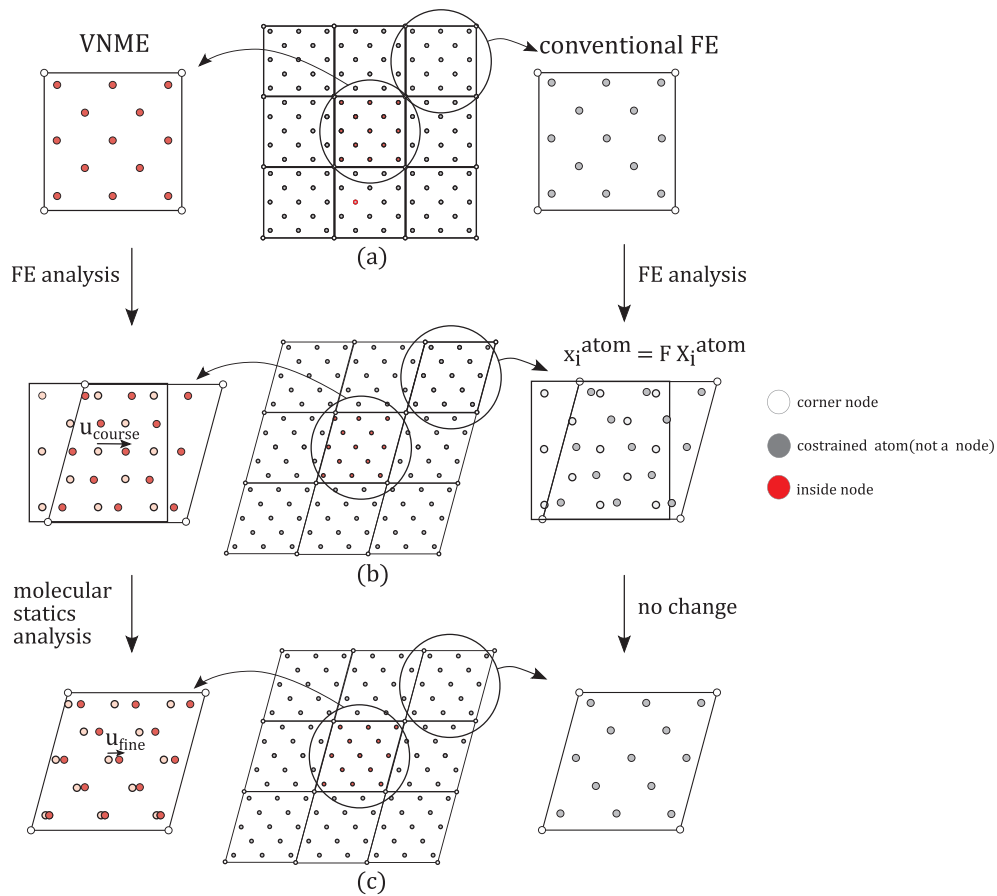 VNME
conventional FE
(a)
FE analysis
FE analysis
x_i^atom = F X_i^atom
u_course
corner node
costrained atom(not a node)
inside node
(b)
molecular
statics
analysis
no change
u_fine
(c)